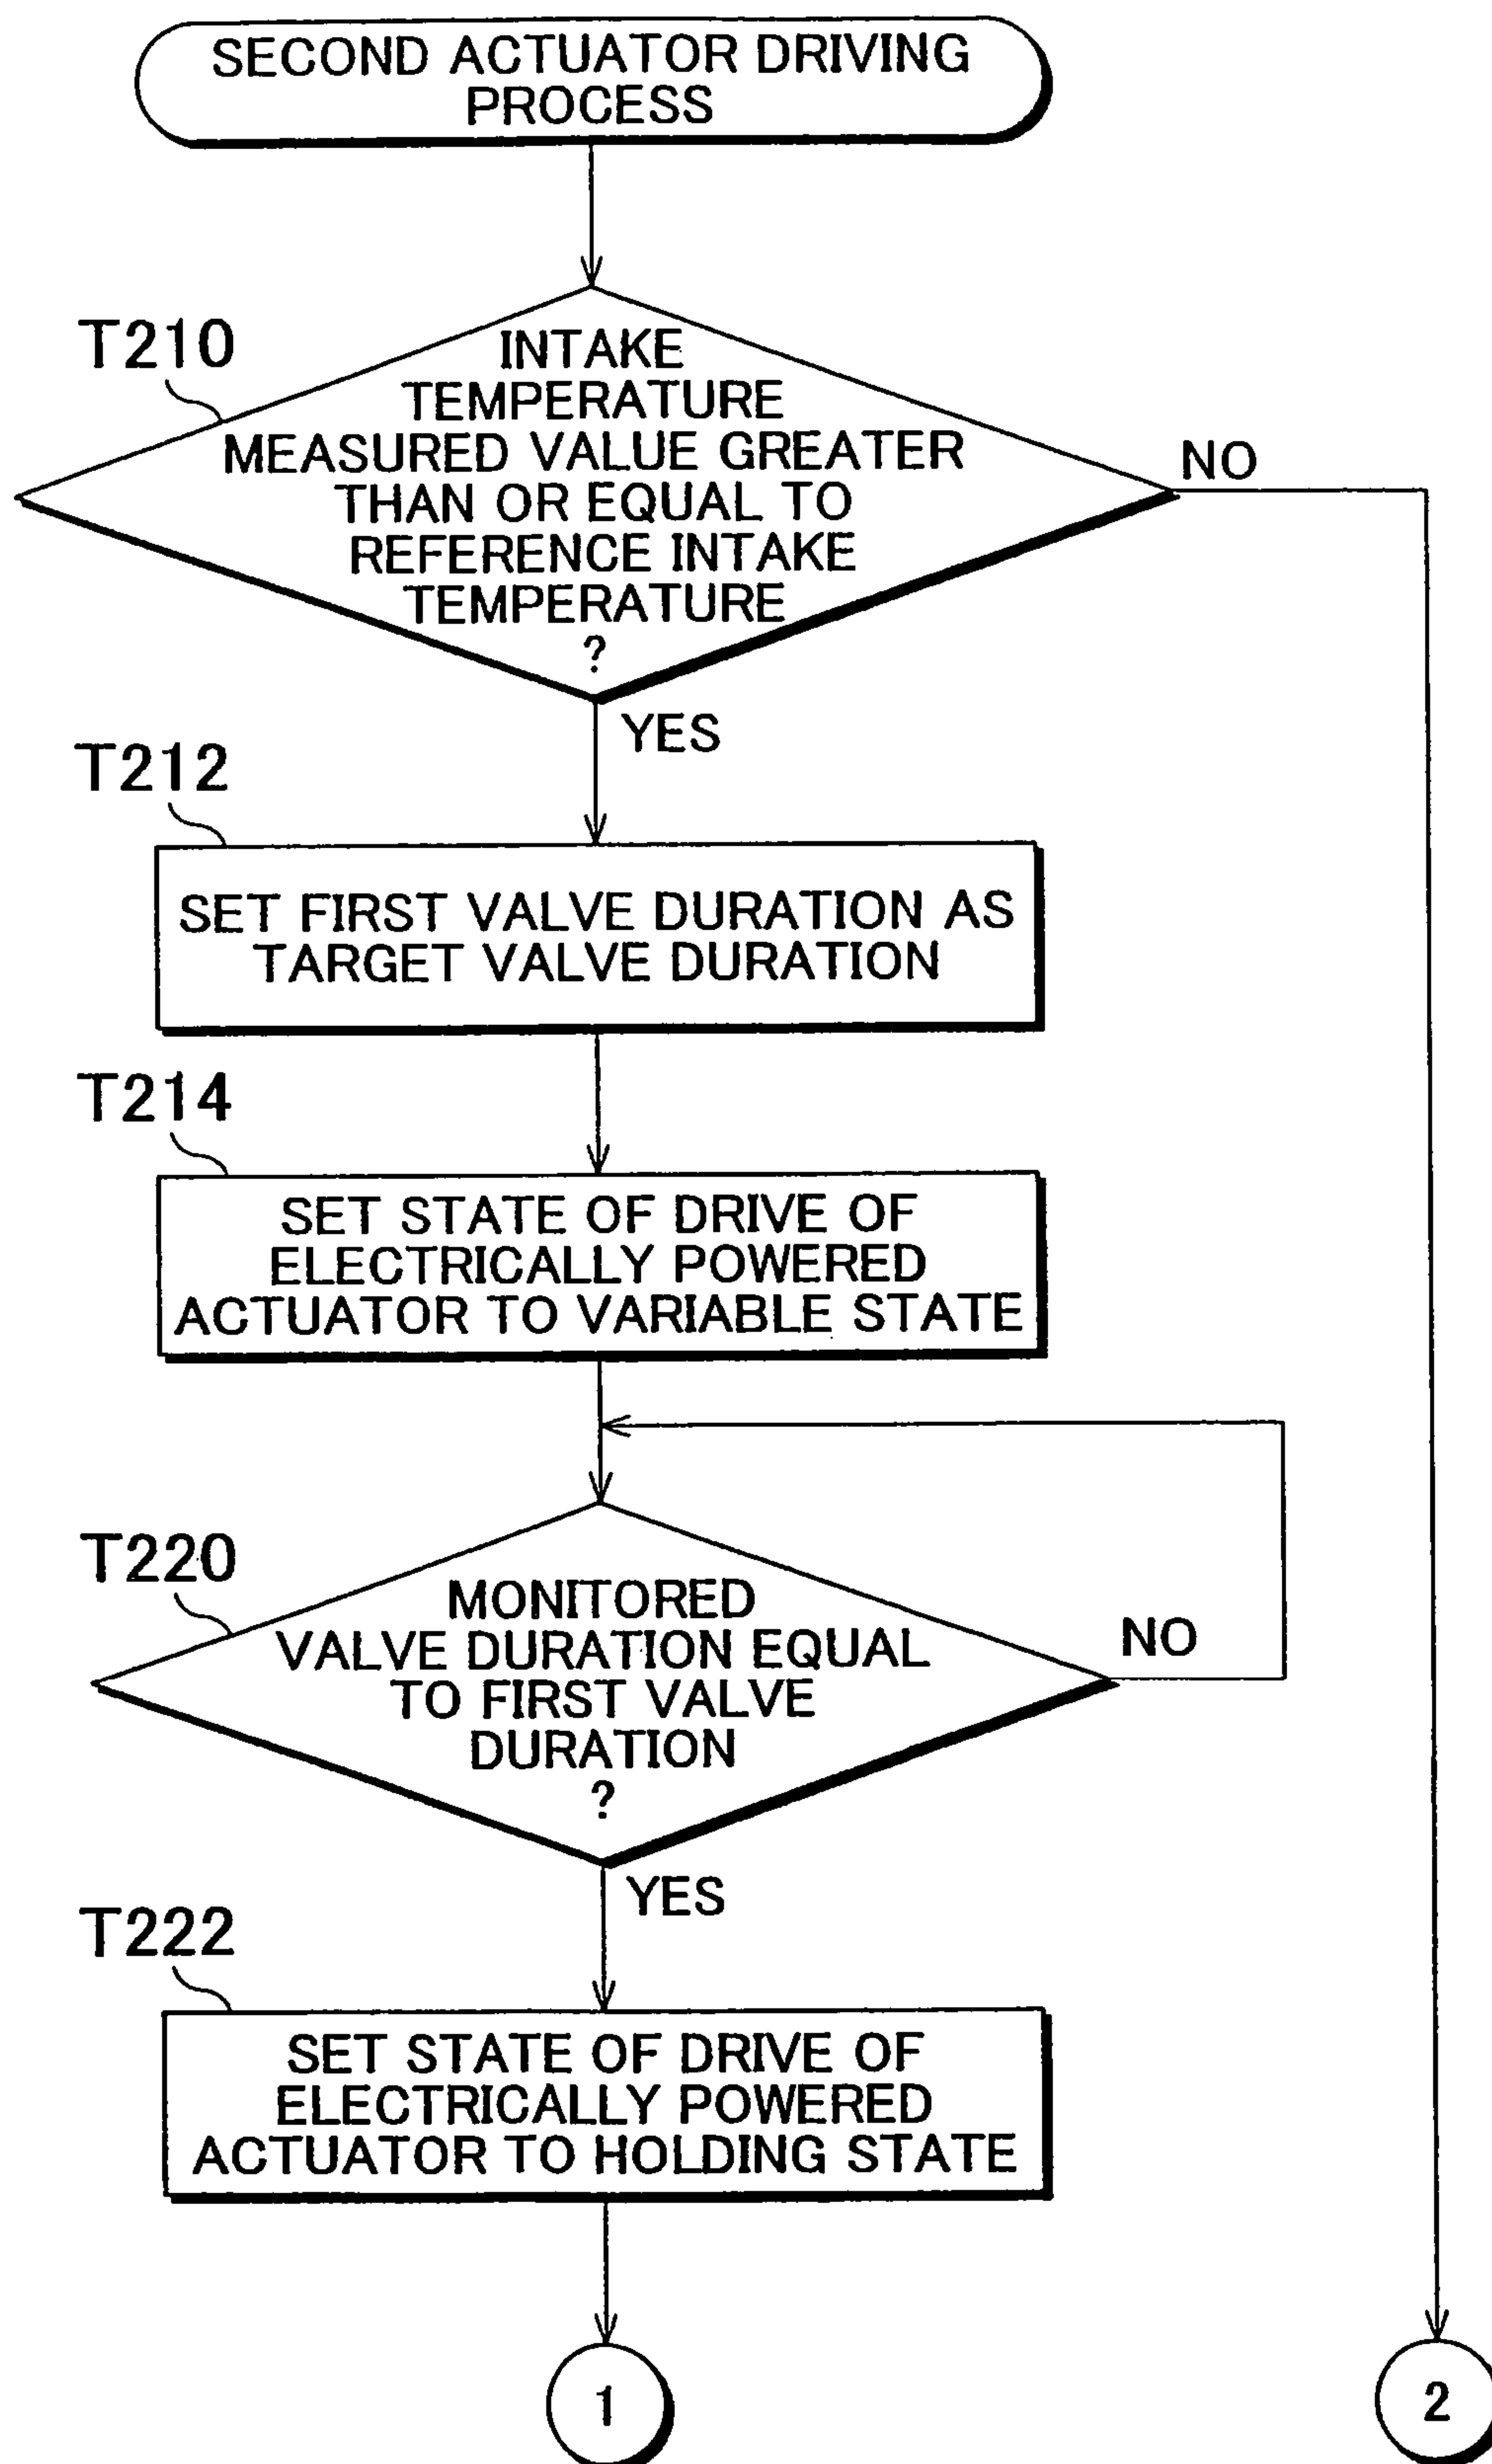 SECOND ACTUATOR DRIVING
PROCESS
T210
INTAKE
TEMPERATURE
MEASURED VALUE GREATER
THAN OR EQUAL TO
REFERENCE INTAKE
TEMPERATURE
?
NO
YES
T212
SET FIRST VALVE DURATION AS
TARGET VALVE DURATION
T214
SET STATE OF DRIVE OF
ELECTRICALLY POWERED
ACTUATOR TO VARIABLE STATE
T220
MONITORED
VALVE DURATION EQUAL
TO FIRST VALVE
DURATION
?
NO
YES
T222
SET STATE OF DRIVE OF
ELECTRICALLY POWERED
ACTUATOR TO HOLDING STATE
1
2